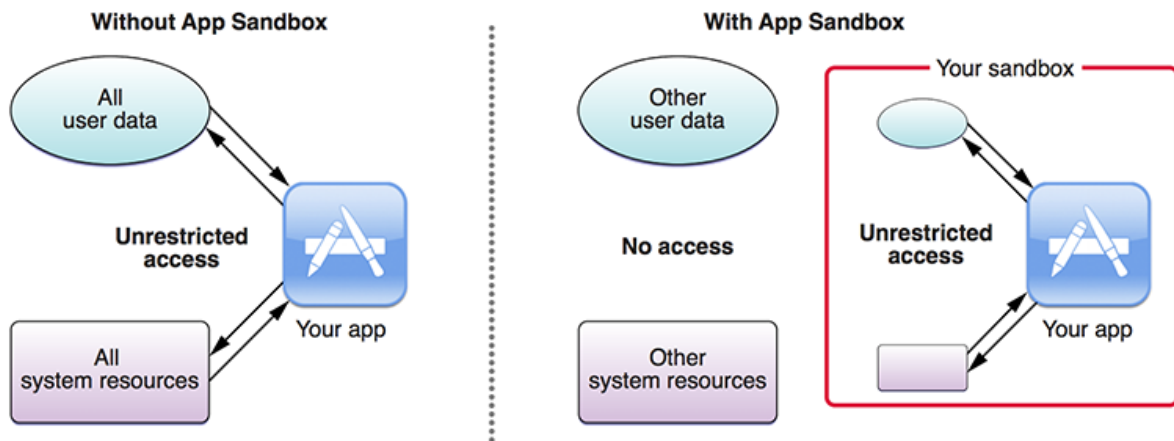 Without App Sandbox
All
user data
Unrestricted
access
Your app
All
system resources
With App Sandbox
Other
user data
Your sandbox
No access
Unrestricted
access
Your app
Other
system resources